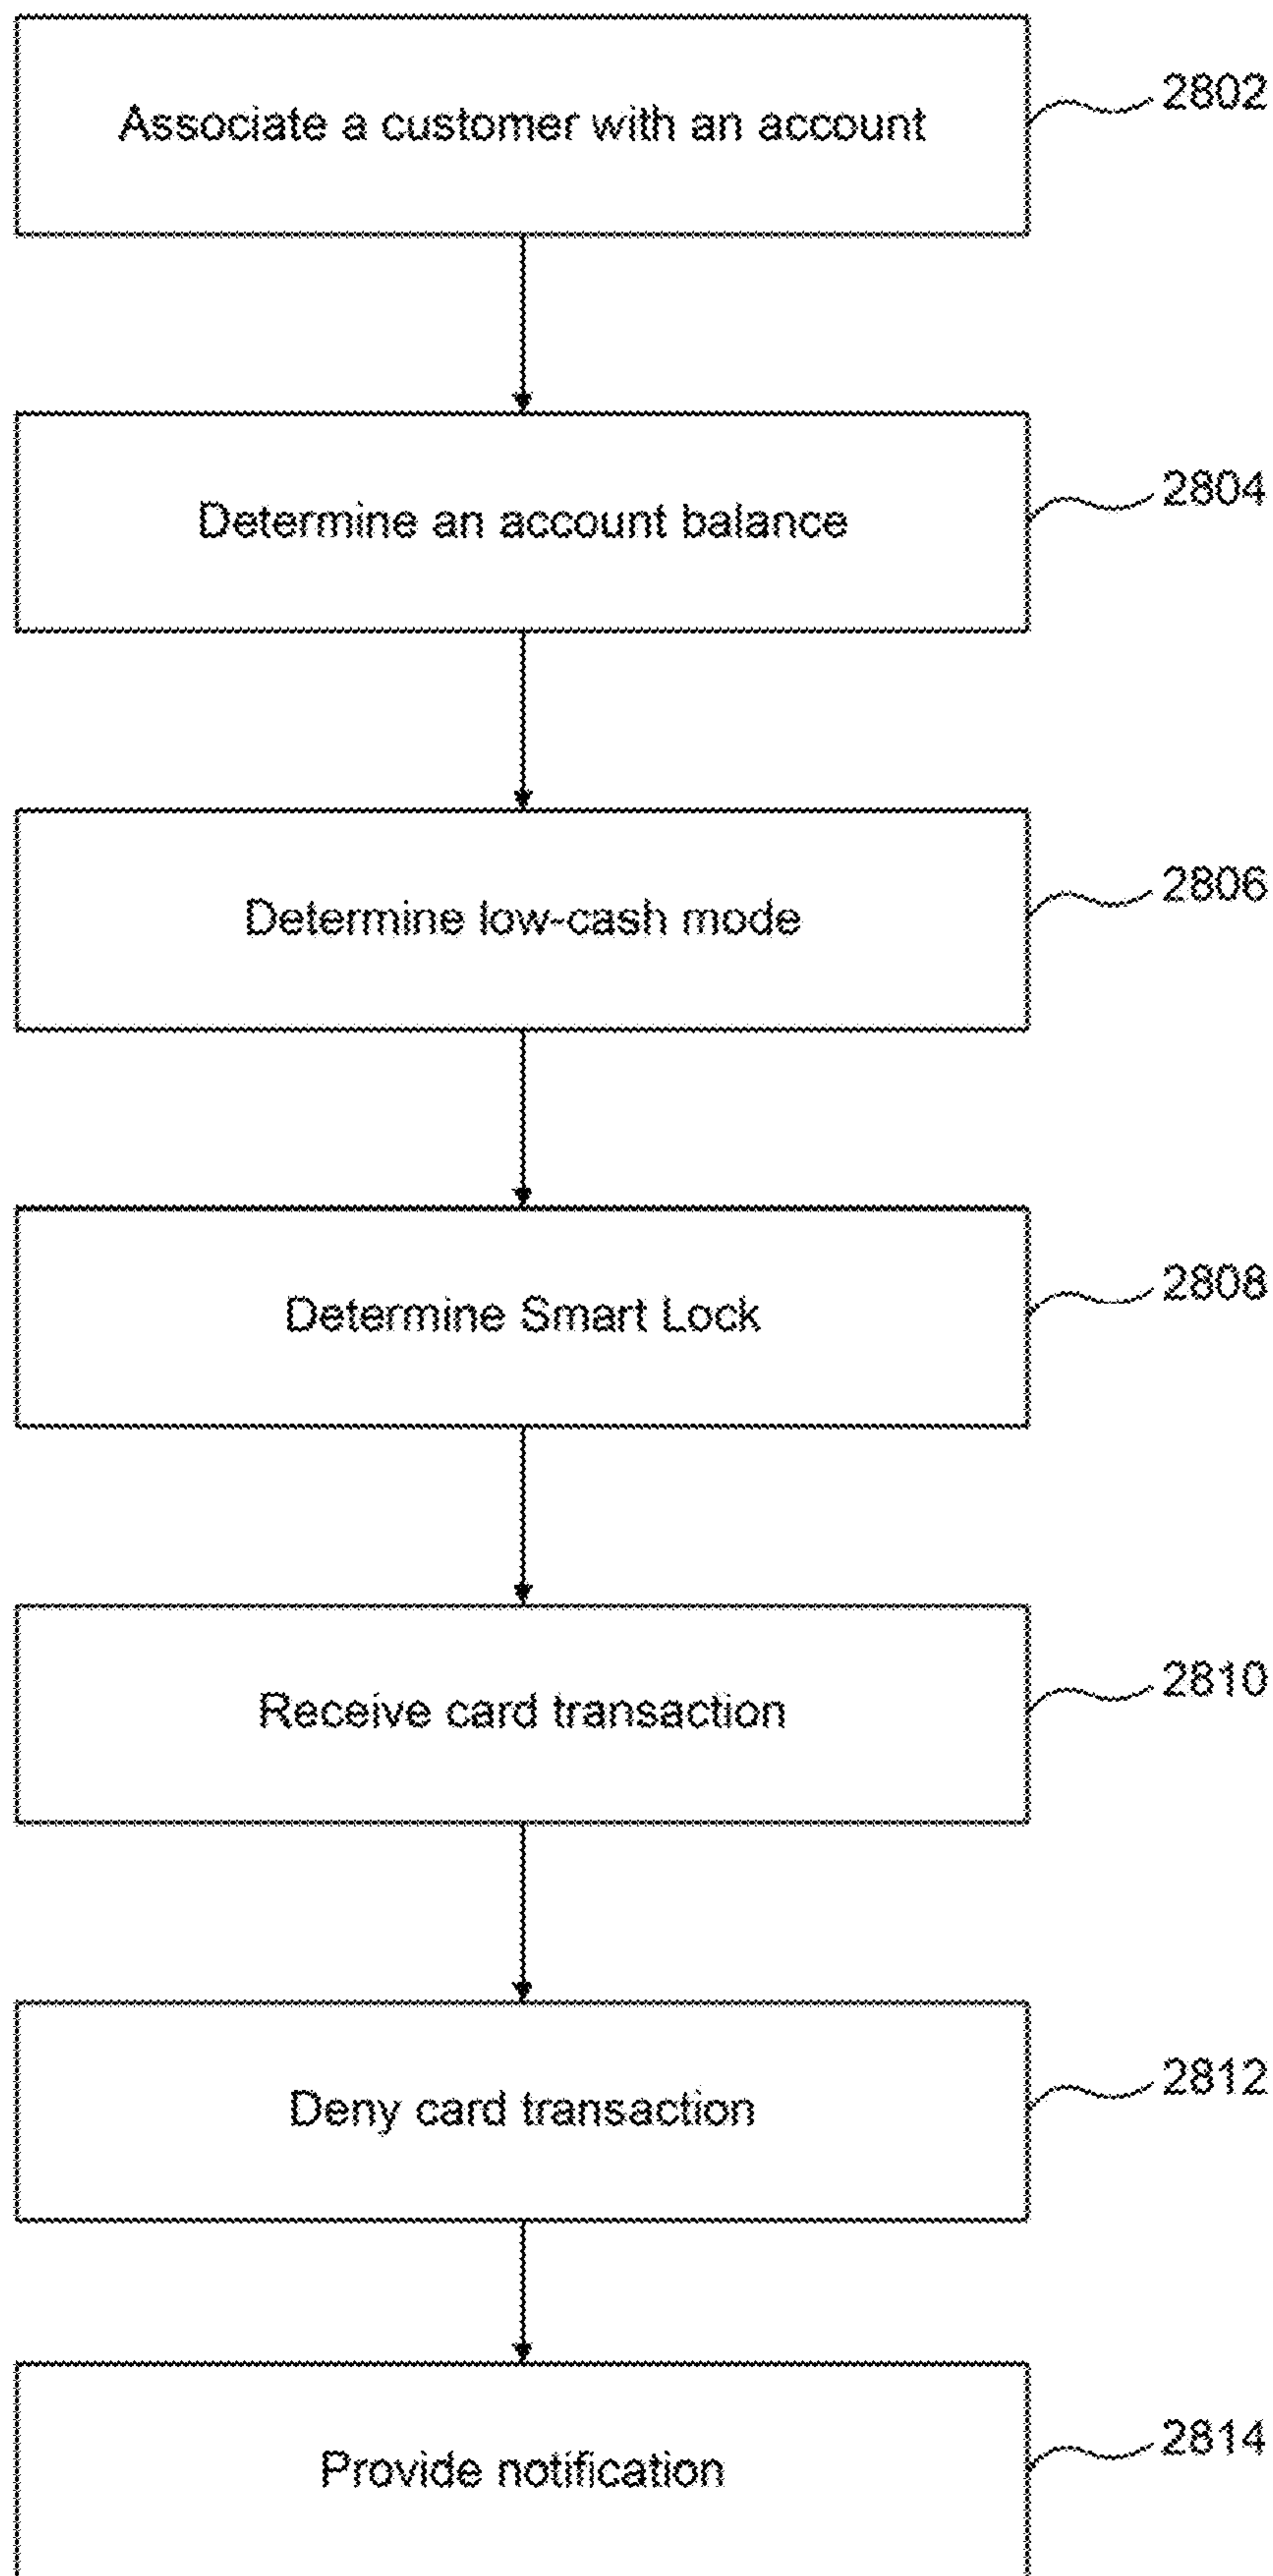 Associate a customer with an account
2802
Determine an account balance
2804
Determine low-cash mode
2806
Determine Smart Lock
2808
Receive card transaction
2810
Deny card transaction
2812
Provide notification
2814